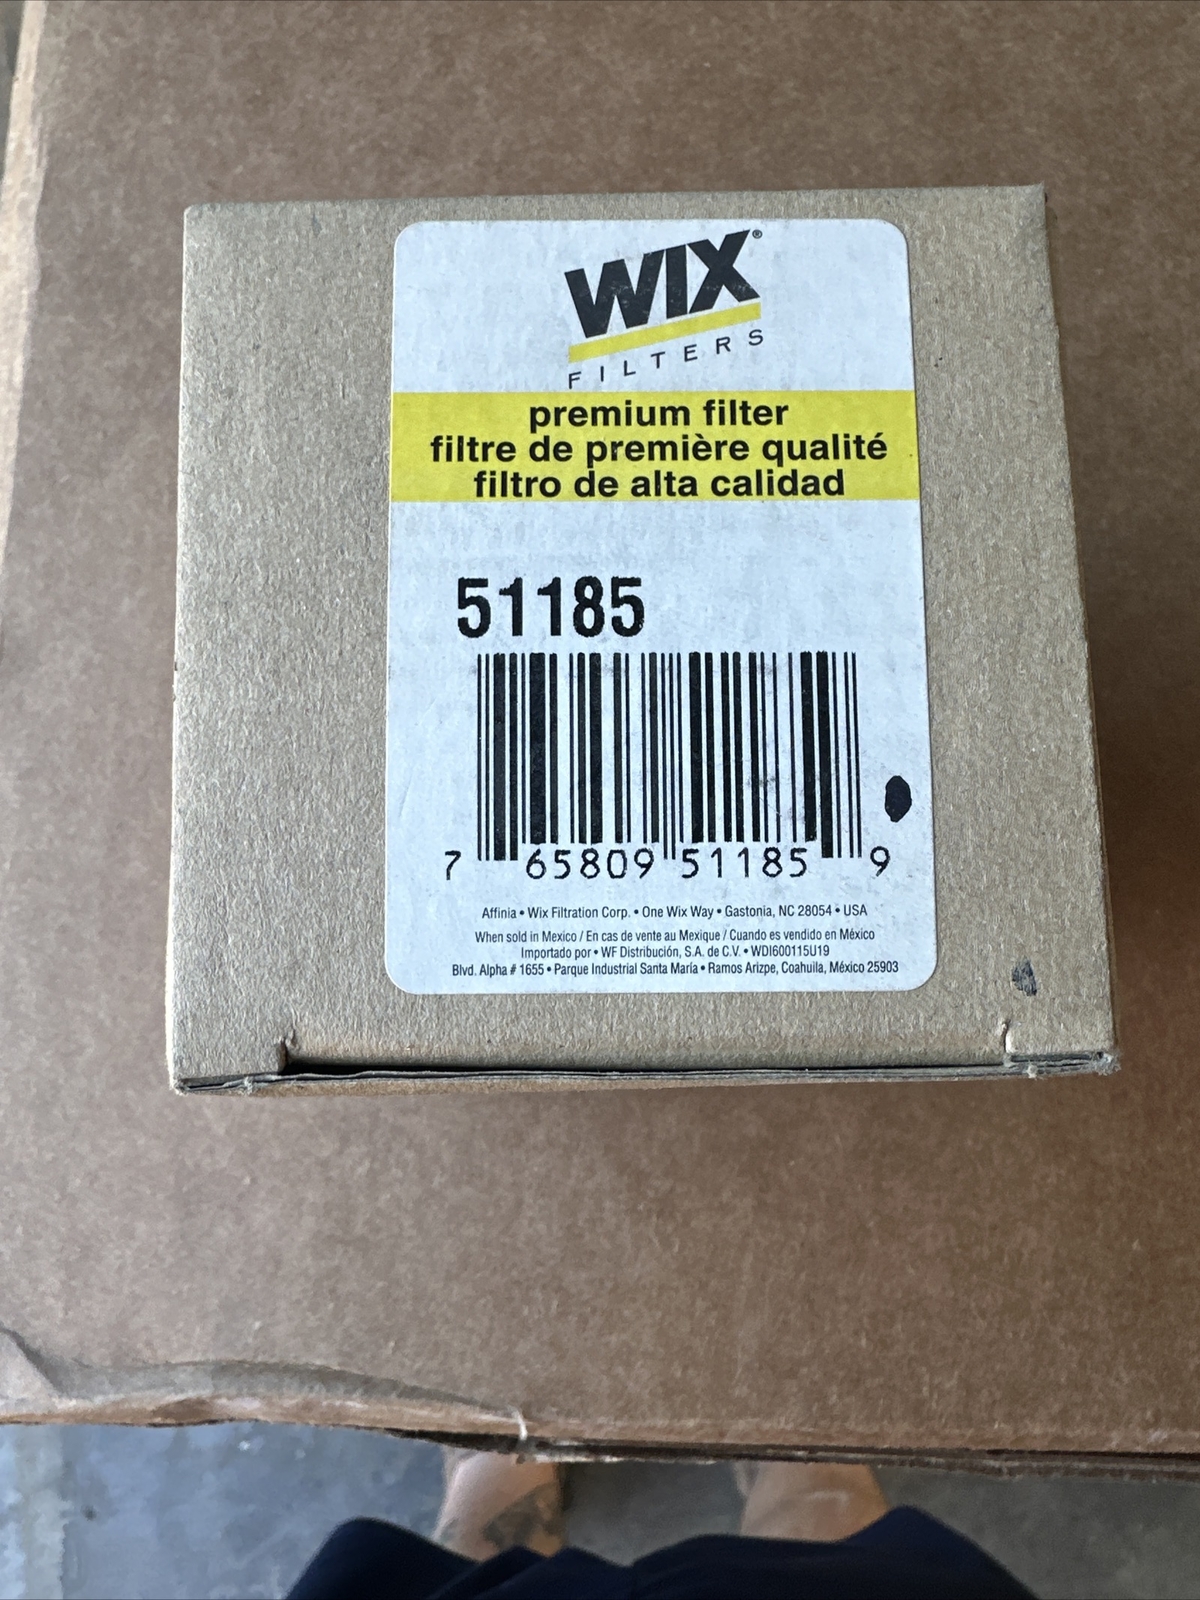 WIX®
FILTERS
premium filter
filtre de première qualité
filtro de alta calidad
51185
7 65809 51185 9
Affinia • Wix Filtration Corp. • One Wix Way • Gastonia, NC 28054 • USA
When sold in Mexico / En cas de vente au Mexique / Cuando es vendido en México
Importado por • WF Distribución, S.A. de C.V. • WDI600115U19
Blvd. Alpha # 1655 • Parque Industrial Santa María • Ramos Arizpe, Coahuila, México 25903